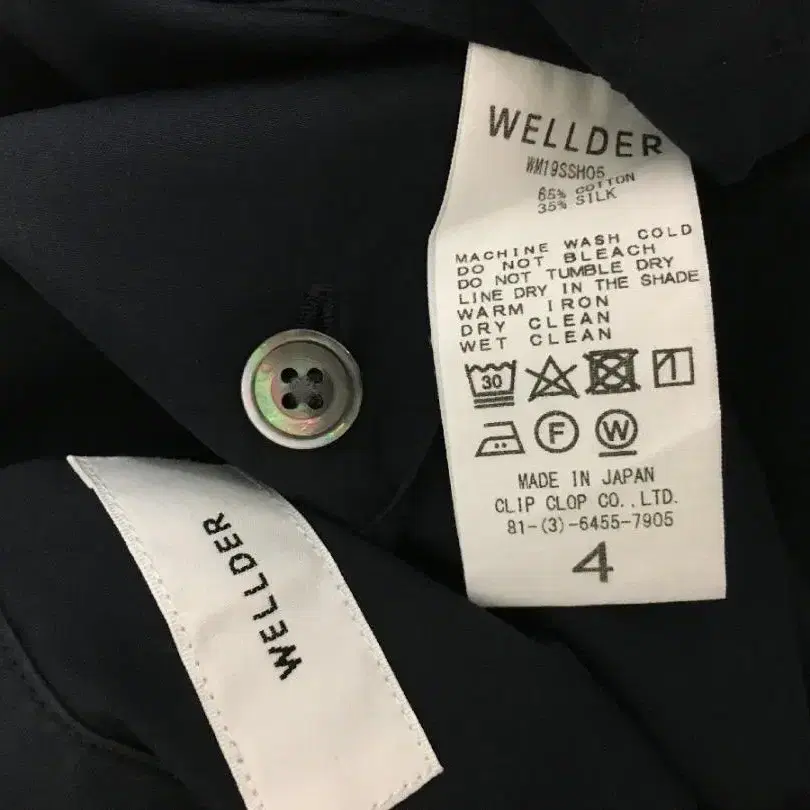 WELLDER
WM19SSH05
65% COTTON
35% SILK
MACHINE WASH COLD
DO NOT BLEACH
DO NOT TUMBLE DRY
LINE DRY IN THE SHADE
WARM IRON
DRY CLEAN
WET CLEAN
30
F W
MADE IN JAPAN
CLIP CLOP CO.,LTD.
81-(3)-6455-7905
4
WELLDER